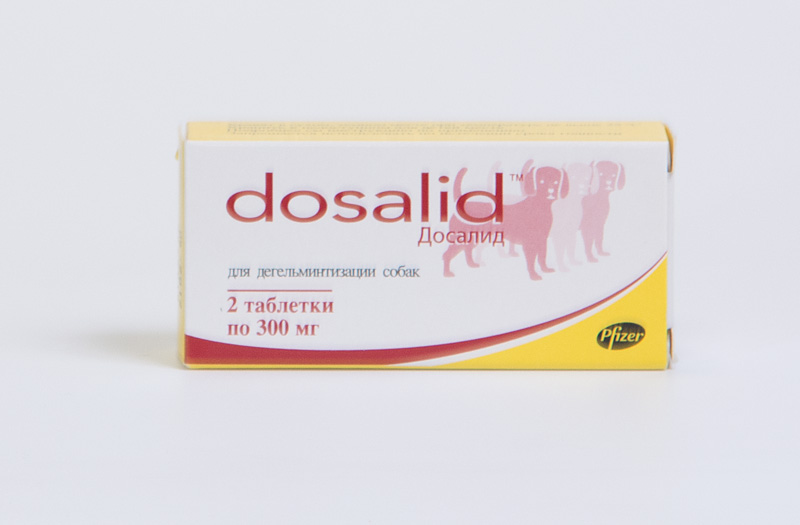 dosalid™
Досалид
для дегельминтизации собак
2 таблетки
по 300 мг
Pfizer